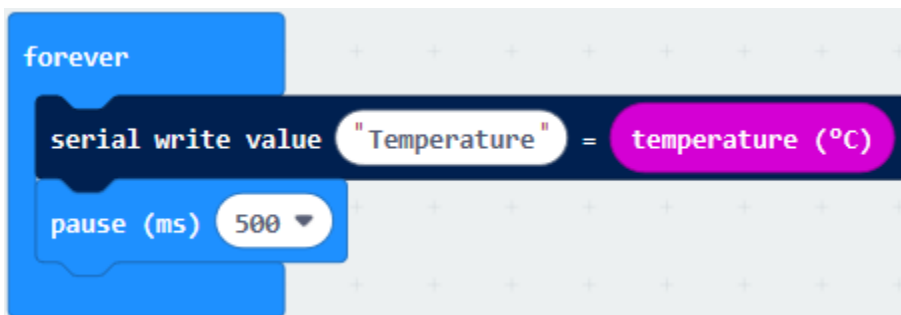 forever
serial write value "Temperature" = temperature (°C)
pause (ms) 500